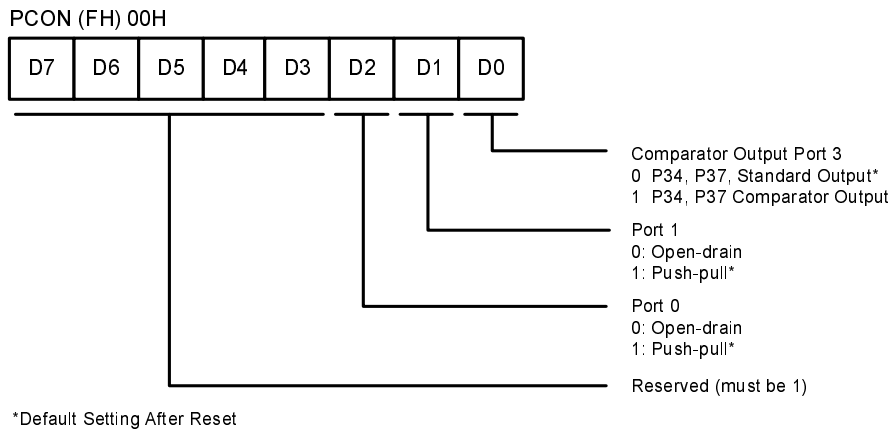 PCON (FH) 00H
D7 D6 D5 D4 D3 D2 D1 D0
Comparator Output Port 3
0 P34, P37, Standard Output*
1 P34, P37 Comparator Output
Port 1
0: Open-drain
1: Push-pull*
Port 0
0: Open-drain
1: Push-pull*
Reserved (must be 1)
*Default Setting After Reset